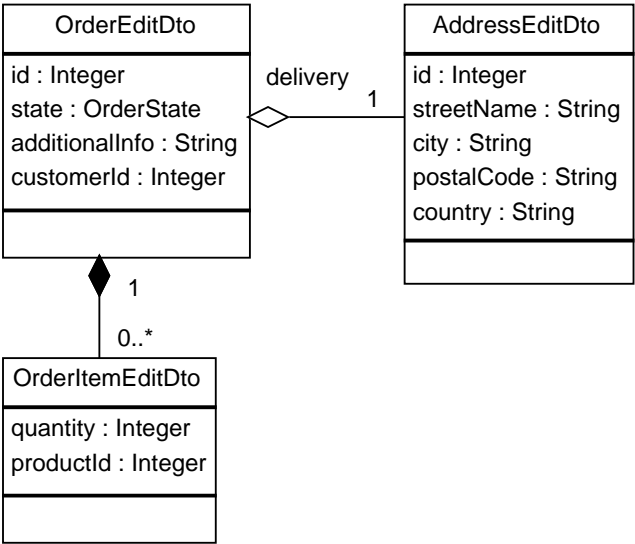 OrderEditDto
id : Integer
state : OrderState
additionalInfo : String
customerId : Integer
delivery
1
AddressEditDto
id : Integer
streetName : String
city : String
postalCode : String
country : String
1
0..*
OrderItemEditDto
quantity : Integer
productId : Integer